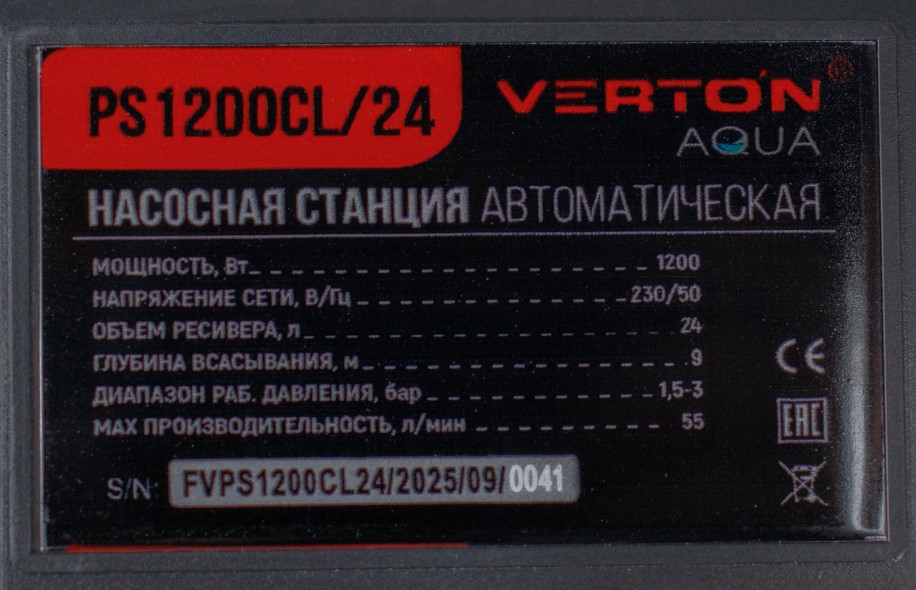 PS1200CL/24
VERTON®
AQUA
НАСОСНАЯ СТАНЦИЯ АВТОМАТИЧЕСКАЯ
МОЩНОСТЬ, Вт 1200
НАПРЯЖЕНИЕ СЕТИ, В/Гц 230/50
ОБЪЕМ РЕСИВЕРА, л 24
ГЛУБИНА ВСАСЫВАНИЯ, м 9
ДИАПАЗОН РАБ. ДАВЛЕНИЯ, бар 1,5-3
МАХ ПРОИЗВОДИТЕЛЬНОСТЬ, л/мин 55
CE
EAC
S/N: FVPS1200CL24/2025/09/0041